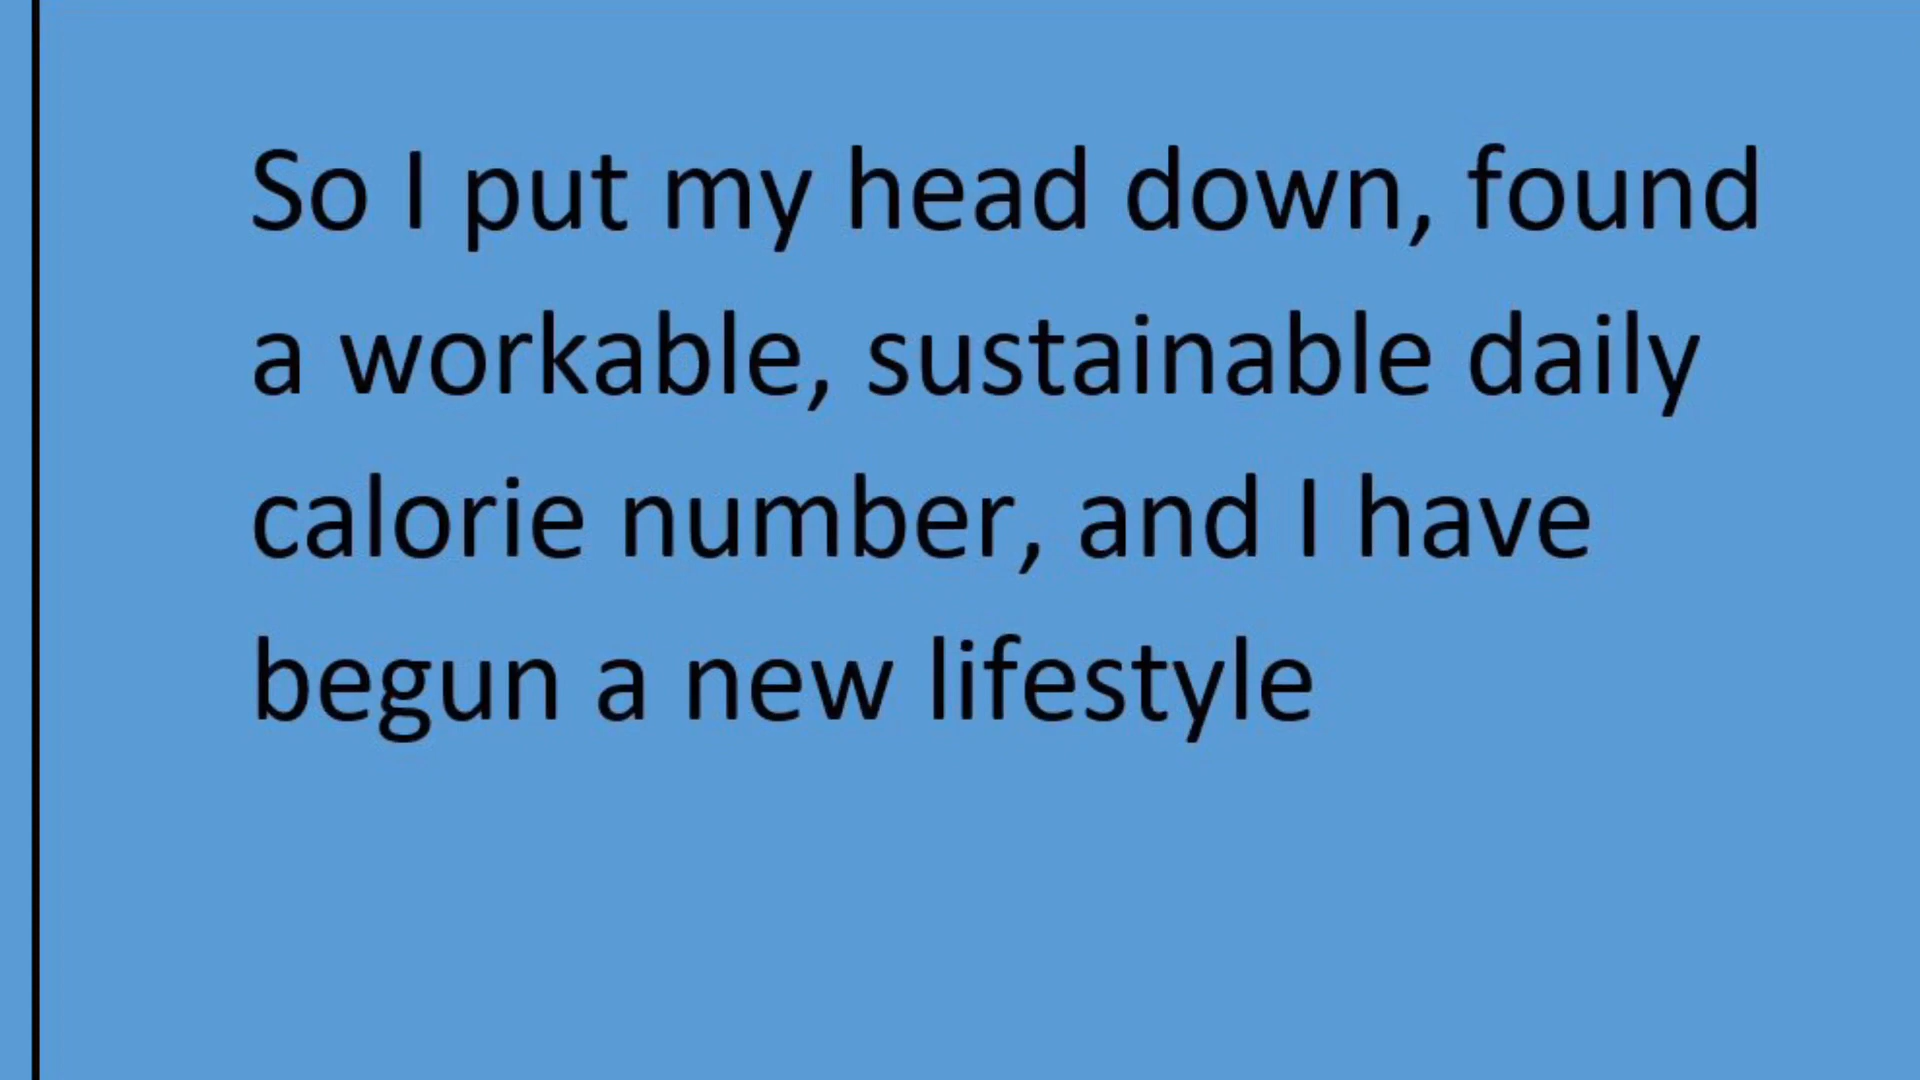 So I put my head down, found
a workable, sustainable daily
calorie number, and I have
begun a new lifestyle